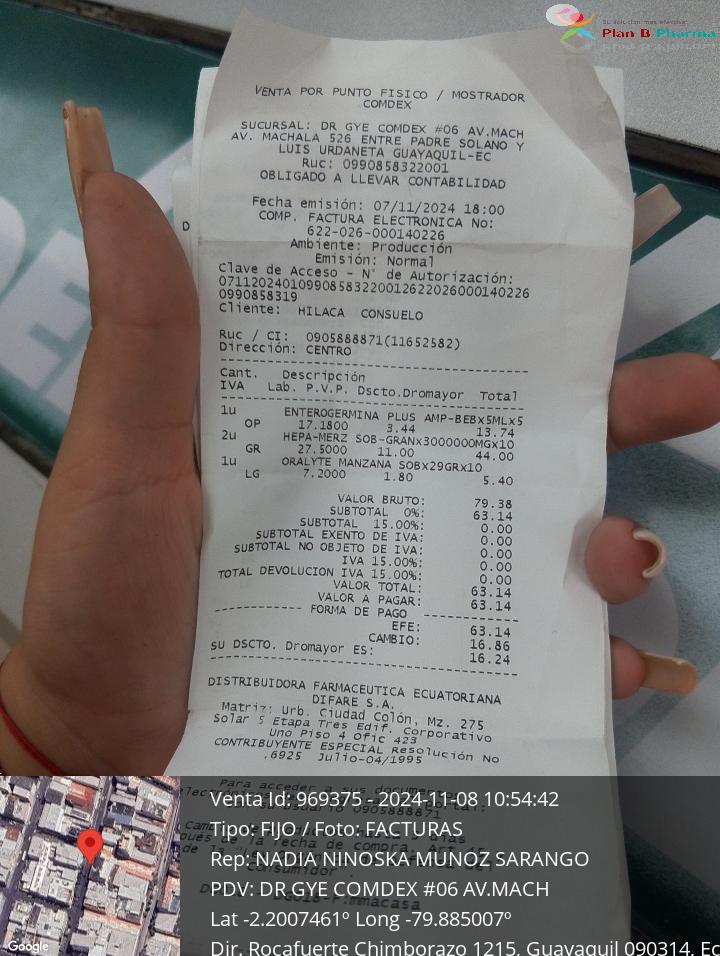 Plan B Pharma
VENTA POR PUNTO FISICO / MOSTRADOR
COMDEX
SUCURSAL: DR GYE COMDEX #06 AV.MACH
AV. MACHALA 526 ENTRE PADRE SOLANO Y
LUIS URDANETA GUAYAQUIL-EC
Ruc: 0990858322001
OBLIGADO A LLEVAR CONTABILIDAD
D
Fecha emisión: 07/11/2024 18:00
COMP. FACTURA ELECTRONICA No:
622-026-000140226
Ambiente: Producción
Emisión: Normal
Clave de Acceso - N° de Autorización:
071120240109908583220012622026000140226
0990858319
Cliente: HILACA CONSUELO
Ruc / CI: 0905888871(11652582)
Dirección: CENTRO
Cant. Descripción
IVA Lab. P.V.P. Dscto.Dromayor Total
1u ENTEROGERMINA PLUS AMP-BEBx5MLx5
OP 17.1800 3.44 13.74
2u HEPA-MERZ SOB-GRANx3000000MGx10
GR 27.5000 11.00 44.00
1u ORALYTE MANZANA SOBx29GRx10
LG 7.2000 1.80 5.40
VALOR BRUTO: 79.38
SUBTOTAL 0%: 63.14
SUBTOTAL 15.00%: 0.00
SUBTOTAL EXENTO DE IVA: 0.00
SUBTOTAL NO OBJETO DE IVA: 0.00
IVA 15.00%: 0.00
TOTAL DEVOLUCION IVA 15.00%: 0.00
VALOR TOTAL: 63.14
VALOR A PAGAR: 63.14
FORMA DE PAGO
EFE: 63.14
CAMBIO: 16.86
SU DSCTO. Dromayor ES: 16.24
DISTRIBUIDORA FARMACEUTICA ECUATORIANA
DIFARE S.A.
Matriz: Urb. Ciudad Colón, Mz. 275
Solar 5 Etapa Tres Edif. Corporativo
Uno Piso 4 Ofic 423
CONTRIBUYENTE ESPECIAL Resolución No
.6925 Julio-04/1995
Para acceder a sus
0905888871
Venta Id: 969375 - 2024-11-08 10:54:42
Tipo: FIJO / Foto: FACTURAS
Rep: NADIA NINOSKA MUNOZ SARANGO
PDV: DR GYE COMDEX #06 AV.MACH
Lat -2.2007461º Long -79.885007º
Dir. Rocafuerte Chimborazo 1215, Guayaquil 090314, Ec
Google